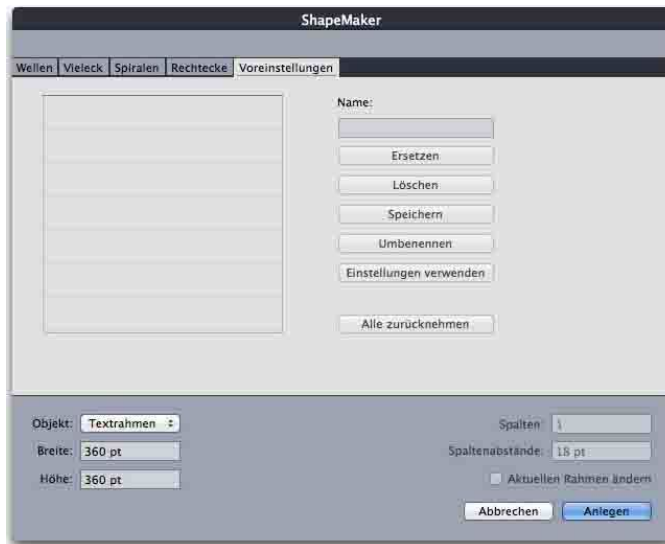 ShapeMaker
Wellen Vieleck Spiralen Rechtecke Voreinstellungen
Name:
Ersetzen
Löschen
Speichern
Umbenennen
Einstellungen verwenden
Alle zurücknehmen
Objekt: Textrahmen
Breite: 360 pt
Höhe: 360 pt
Spalten: 1
Spaltenabstände: 18 pt
Aktuellen Rahmen ändern
Abbrechen Anlegen